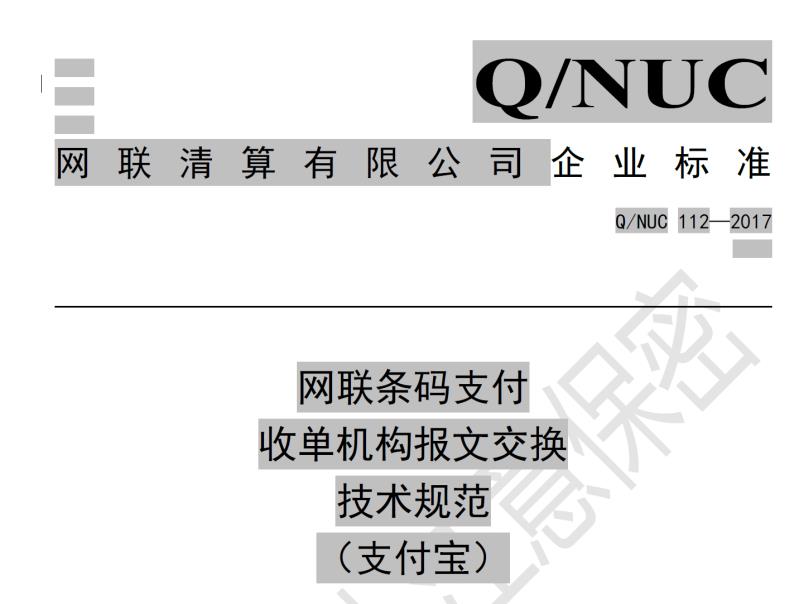 Q/NUC
网联清算有限公司企业标准
Q/NUC 112—2017
网联条码支付
收单机构报文交换
技术规范
（支付宝）
注意保密